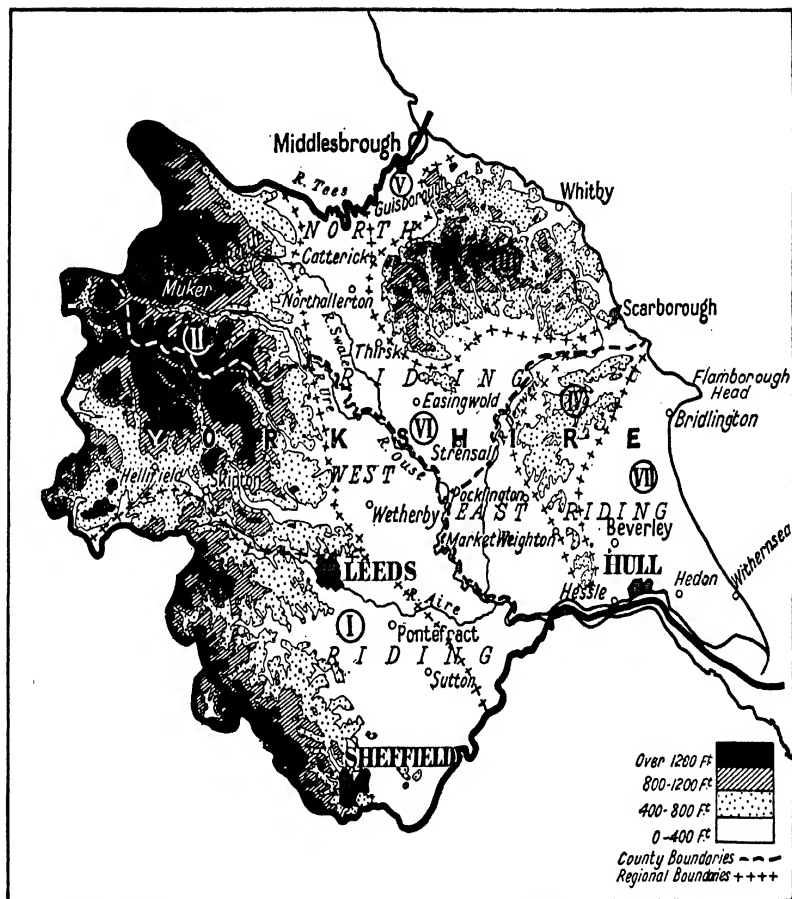 Middlesbrough
R. Tees
V
Guisborough
Whitby
NORTH
Catterick
Muker
Northallerton
Scarborough
II
R. Swale
Thirsk
RIDING
Flamborough
Head
R. Ure
Easingwold
IV
Bridlington
YORKSHIRE
VI
Strensall
R. Ouse
Hellifield
WEST
VII
Pocklington
Wetherby
EAST RIDING
Beverley
Market Weighton
LEEDS
HULL
Hedon
Withernsea
Hessle
R. Aire
I
Pontefract
RIDING
Sutton
SHEFFIELD
Over 1200 Ft
800-1200 Ft
400-800 Ft
0-400 Ft
County Boundaries
Regional Boundaries